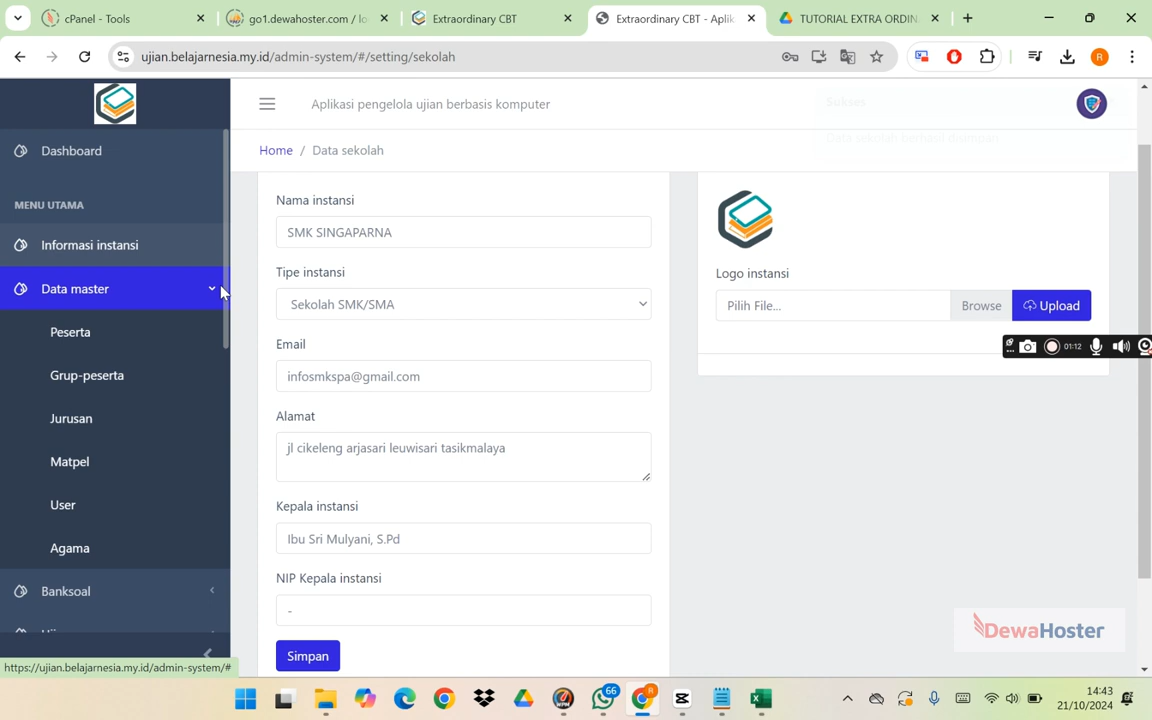 cPanel - Tools
go1.dewahoster.com / lo
Extraordinary CBT
Extraordinary CBT - Aplik
TUTORIAL EXTRA ORDIN
ujian.belajarnesia.my.id/admin-system/#/setting/sekolah
R
Aplikasi pengelola ujian berbasis komputer
Sukses
Data sekolah berhasil disimpan
Dashboard
Home / Data sekolah
MENU UTAMA
Informasi instansi
Data master
Peserta
Grup-peserta
Jurusan
Matpel
User
Agama
Banksoal
Nama instansi
SMK SINGAPARNA
Tipe instansi
Sekolah SMK/SMA
Email
infosmkspa@gmail.com
Alamat
jl cikeleng arjasari leuwisari tasikmalaya
Kepala instansi
Ibu Sri Mulyani, S.Pd
NIP Kepala instansi
-
Simpan
Logo instansi
Pilih File... Browse Upload
01:12
DewaHoster
https://ujian.belajarnesia.my.id/admin-system/#
66
R
14:43
21/10/2024